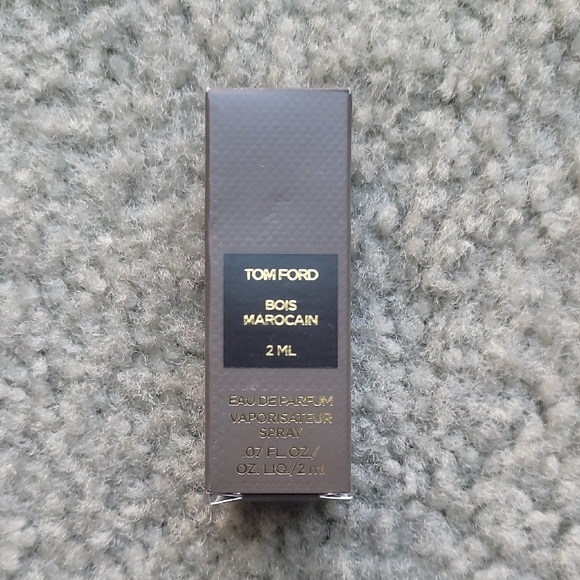 TOM FORD
BOIS
MAROCAIN
2 ML
EAU DE PARFUM
VAPORISATEUR
SPRAY
.07 FL.OZ./
OZ. LIQ./2 ml